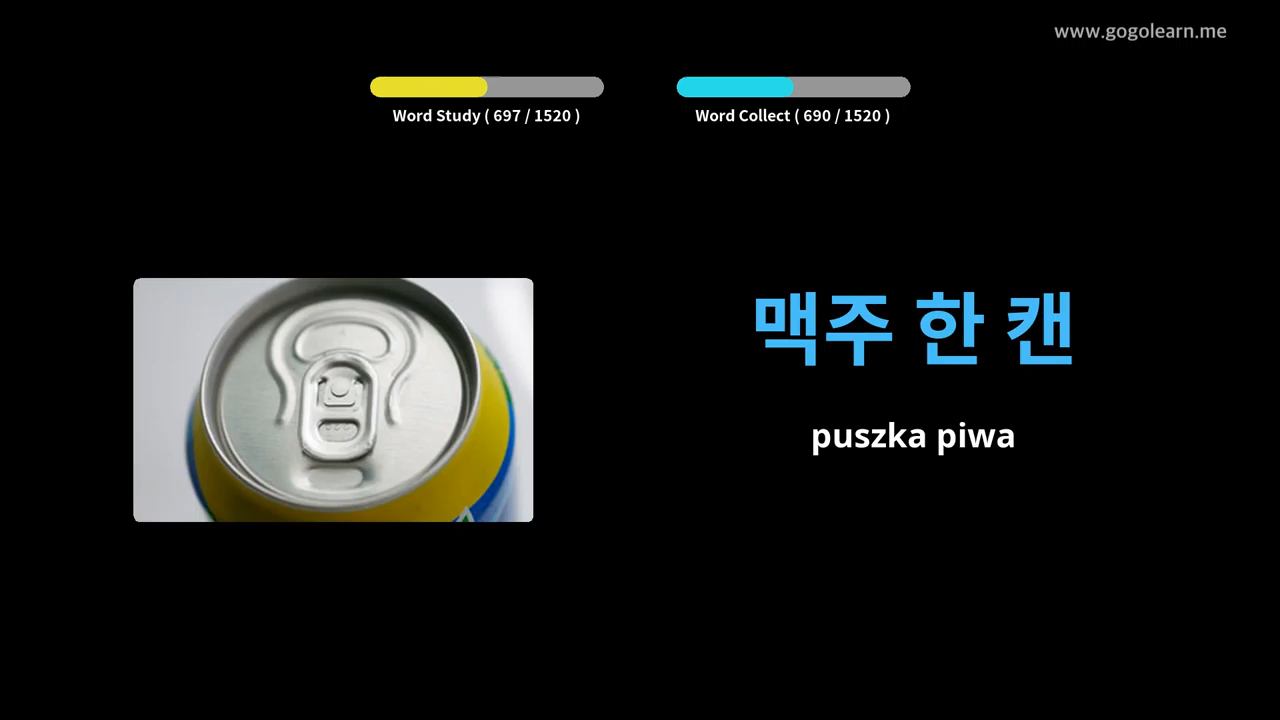 www.gogolearn.me
Word Study ( 697 / 1520 )
Word Collect ( 690 / 1520 )
맥주 한 캔
puszka piwa